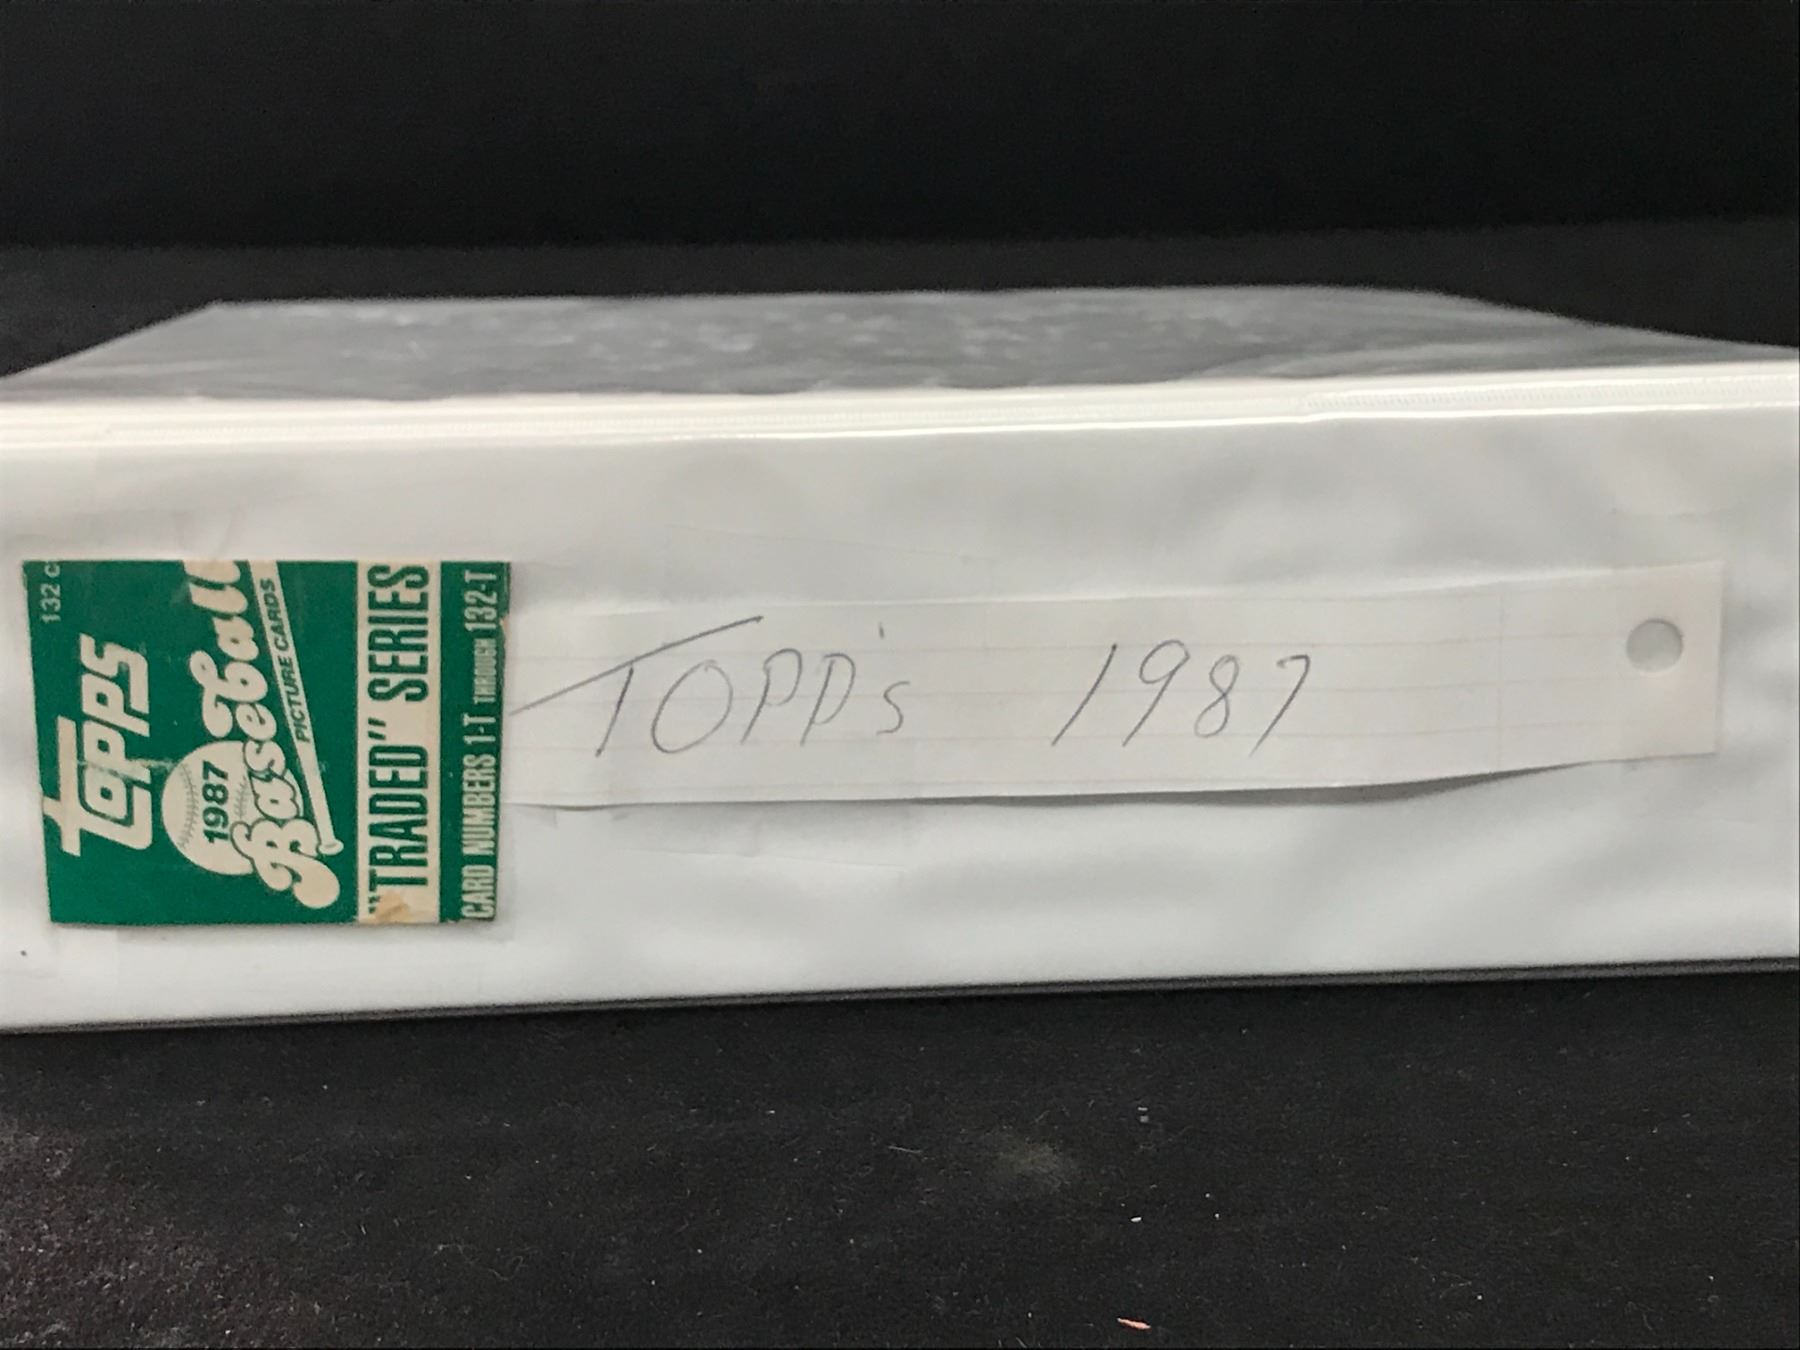 132 c
TOPPS
1987
Baseball
PICTURE CARDS
"TRADED" SERIES
CARD NUMBERS 1-T THROUGH 132-T
TOPP's 1987